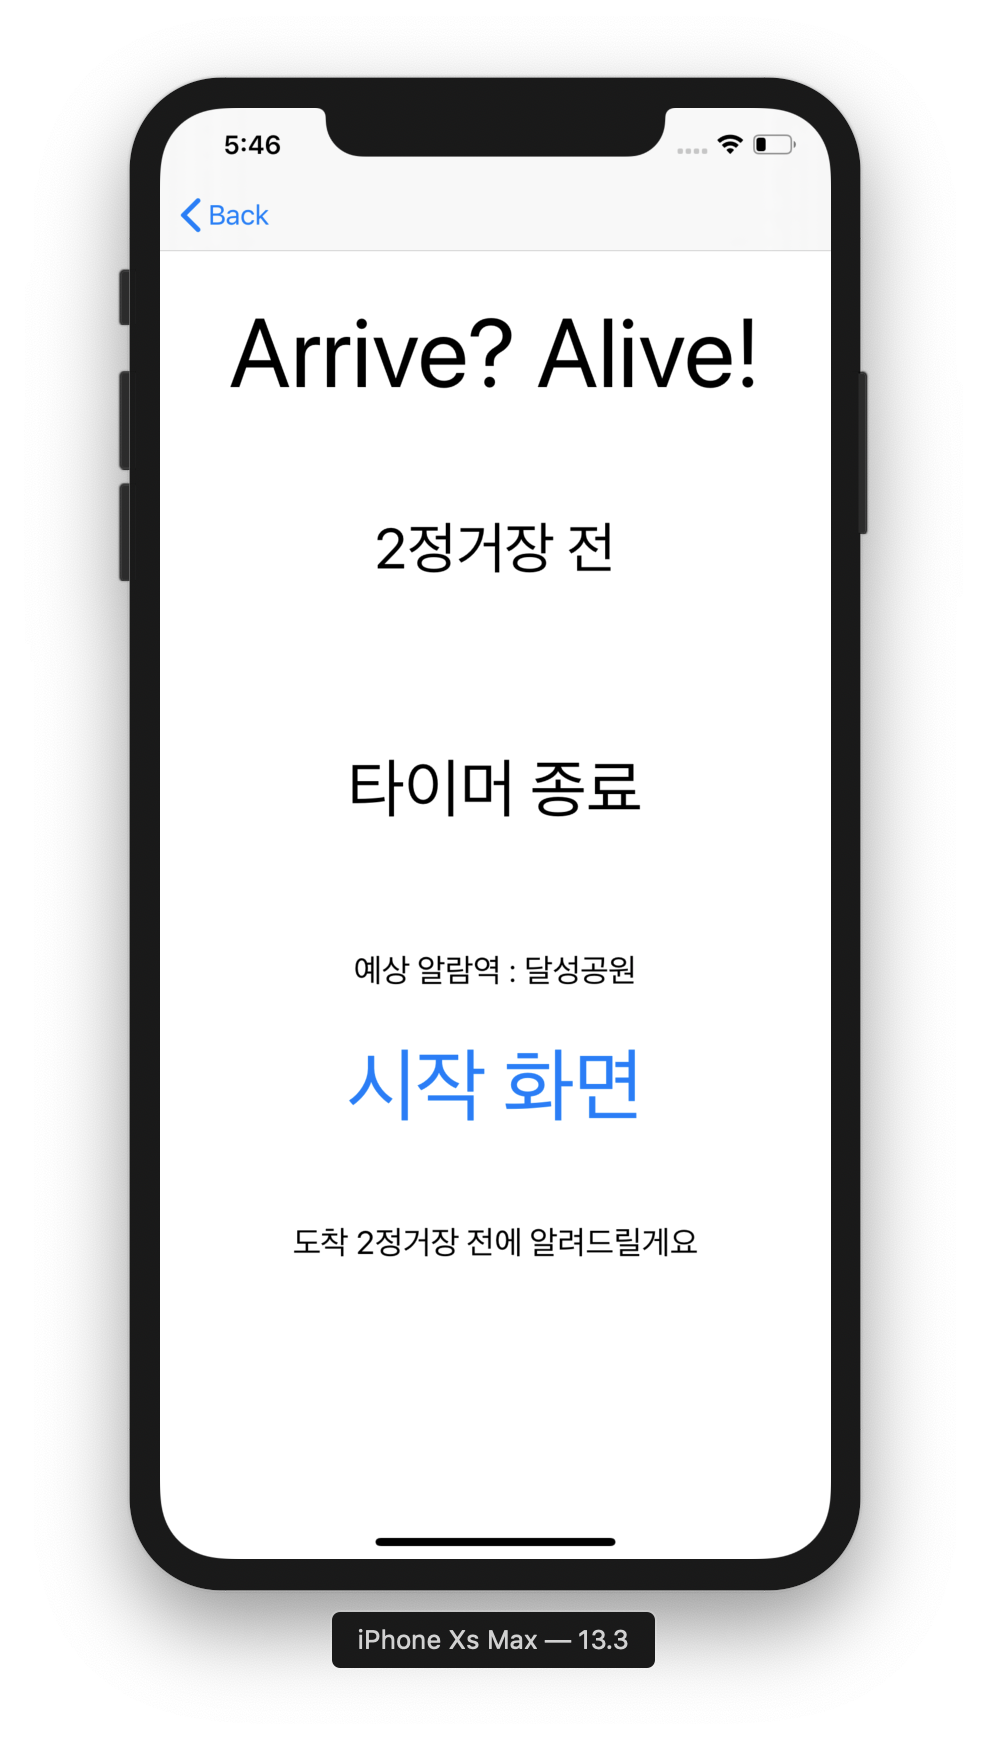 5:46
Back
Arrive? Alive!
2정거장 전
타이머 종료
예상 알람역 : 달성공원
시작 화면
도착 2정거장 전에 알려드릴게요
iPhone Xs Max — 13.3